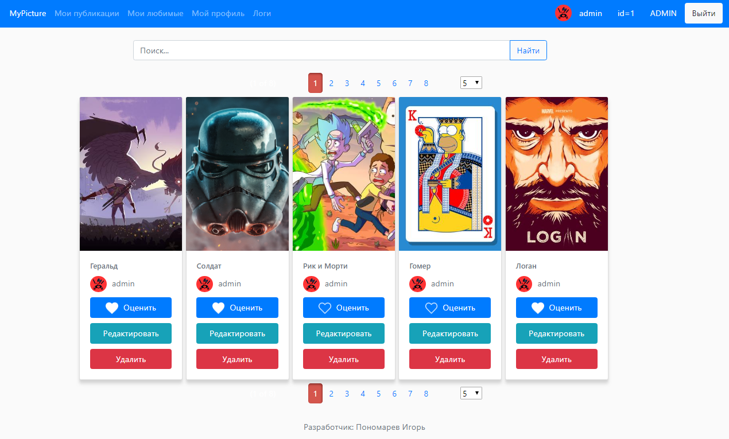 MyPicture Мои публикации Мои любимые Мой профиль Логи admin id=1 ADMIN Выйти
Поиск... Найти
1 2 3 4 5 6 7 8 5
K
K
LOGAN
Геральд Солдат Рик и Морти Гомер Логан
admin admin admin admin admin
Оценить Оценить Оценить Оценить Оценить
Редактировать Редактировать Редактировать Редактировать Редактировать
Удалить Удалить Удалить Удалить Удалить
1 2 3 4 5 6 7 8 5
Разработчик: Пономарев Игорь